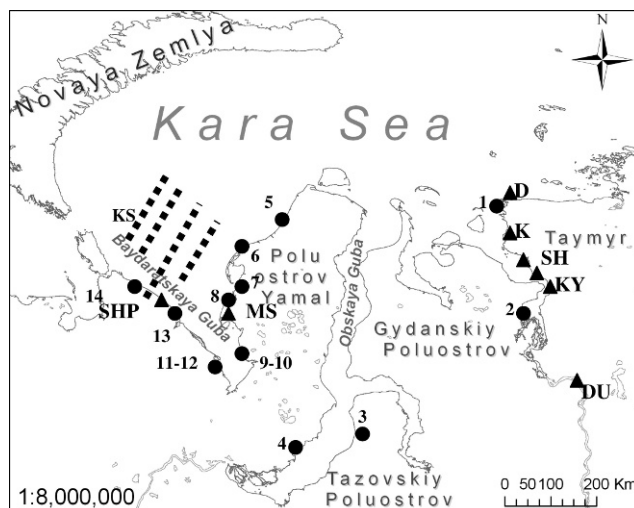 N
Novaya Zemlya
Kara Sea
KS
5
1
D
K
Taymyr
SH
KY
6
Polu
ostrov
Yamal
7
8
MS
Baydaratskaya Guba
14
SHP
13
Obskaya Guba
Gydanskiy
Poluostrov
2
11-12
9-10
DU
3
4
Tazovskiy
Poluostrov
1:8,000,000
0 50 100 200 Km